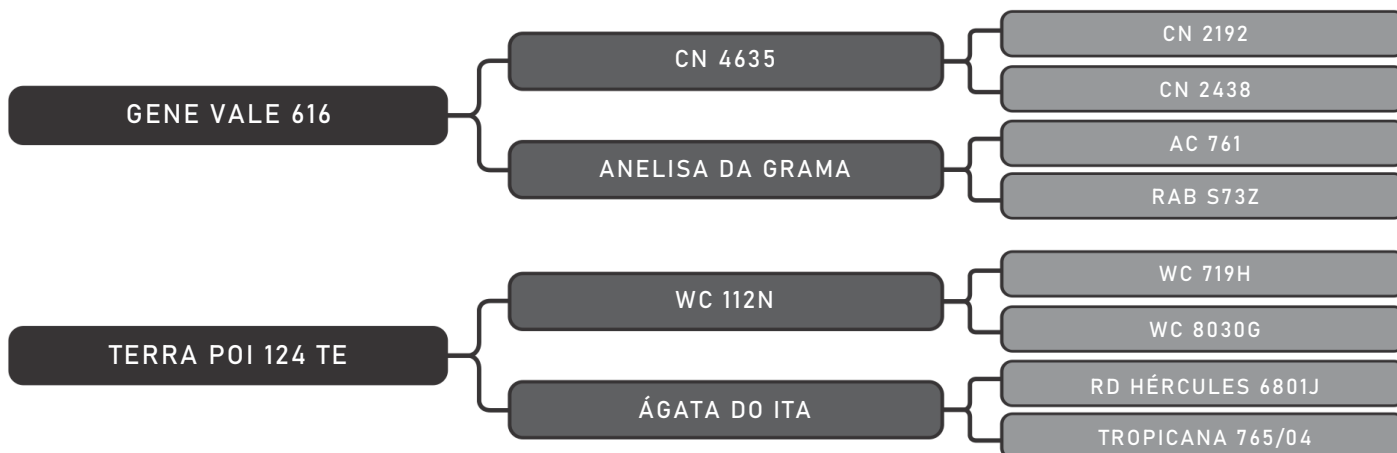 GENE VALE 616
CN 4635
CN 2192
CN 2438
ANELISA DA GRAMA
AC 761
RAB S73Z
TERRA POI 124 TE
WC 112N
WC 719H
WC 8030G
ÁGATA DO ITA
RD HÉRCULES 6801J
TROPICANA 765/04